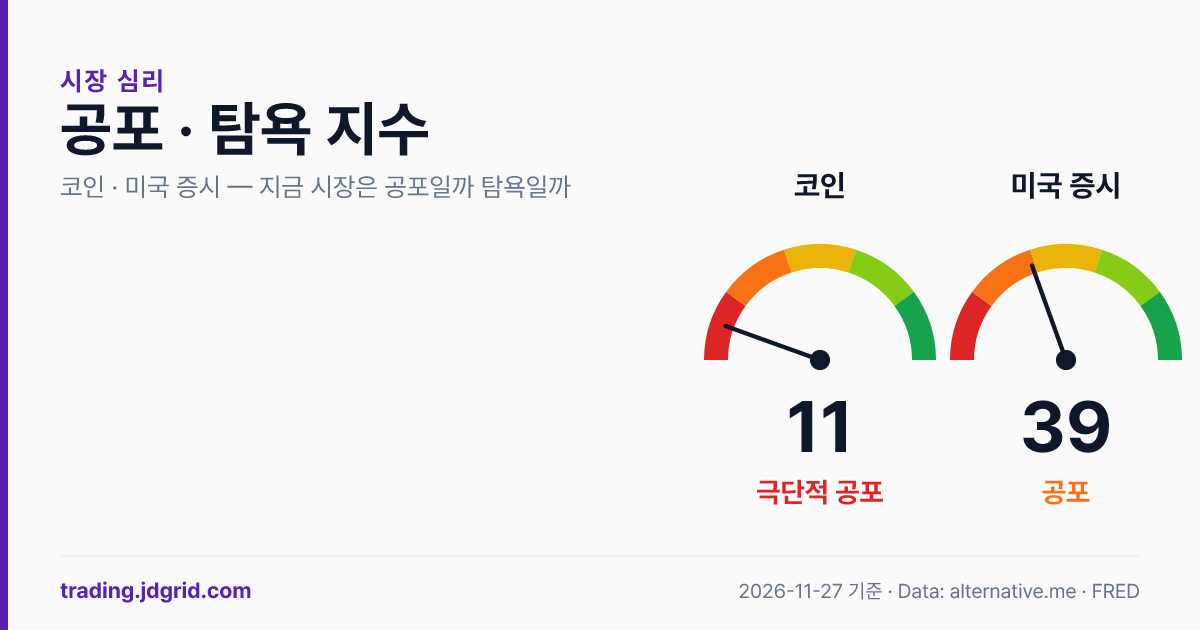 시장 심리
공포 · 탐욕 지수
코인 · 미국 증시 — 지금 시장은 공포일까 탐욕일까
코인
미국 증시
11
39
극단적 공포
공포
trading.jdgrid.com
2026-11-27 기준 · Data: alternative.me · FRED